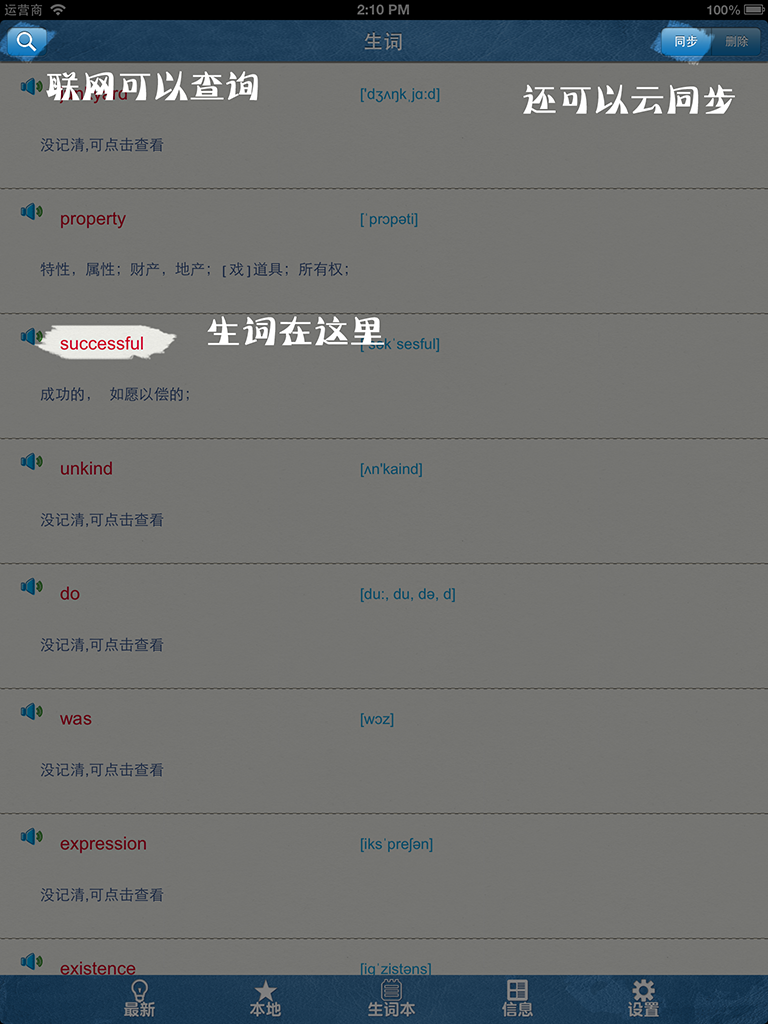 运营商 2:10 PM 100%
生词 同步 删除
联网可以查询 ['dʒʌŋkˌjɑ:d] 还可以云同步
没记清,可点击查看
property [ˈprɔpəti]
特性，属性；财产，地产；[戏]道具；所有权；
successful 生词在这里 [səkˈsesful]
成功的， 如愿以偿的；
unkind [ʌn'kaind]
没记清,可点击查看
do [du:, du, də, d]
没记清,可点击查看
was [wɔz]
没记清,可点击查看
expression [iksˈpreʃən]
没记清,可点击查看
existence [igˈzistəns]
最新 本地 生词本 信息 设置